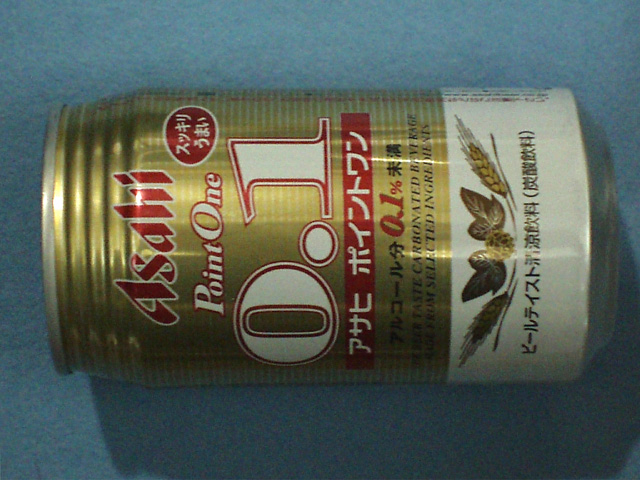 Asahi
スッキリ
うまい
Point One
0.1
アサヒ ポイントワン
アルコール分 0.1% 未満
BEER TASTE CARBONATED BEVERAGE
MADE FROM SELECTED INGREDIENTS
ビールテイスト清涼飲料 (炭酸飲料)